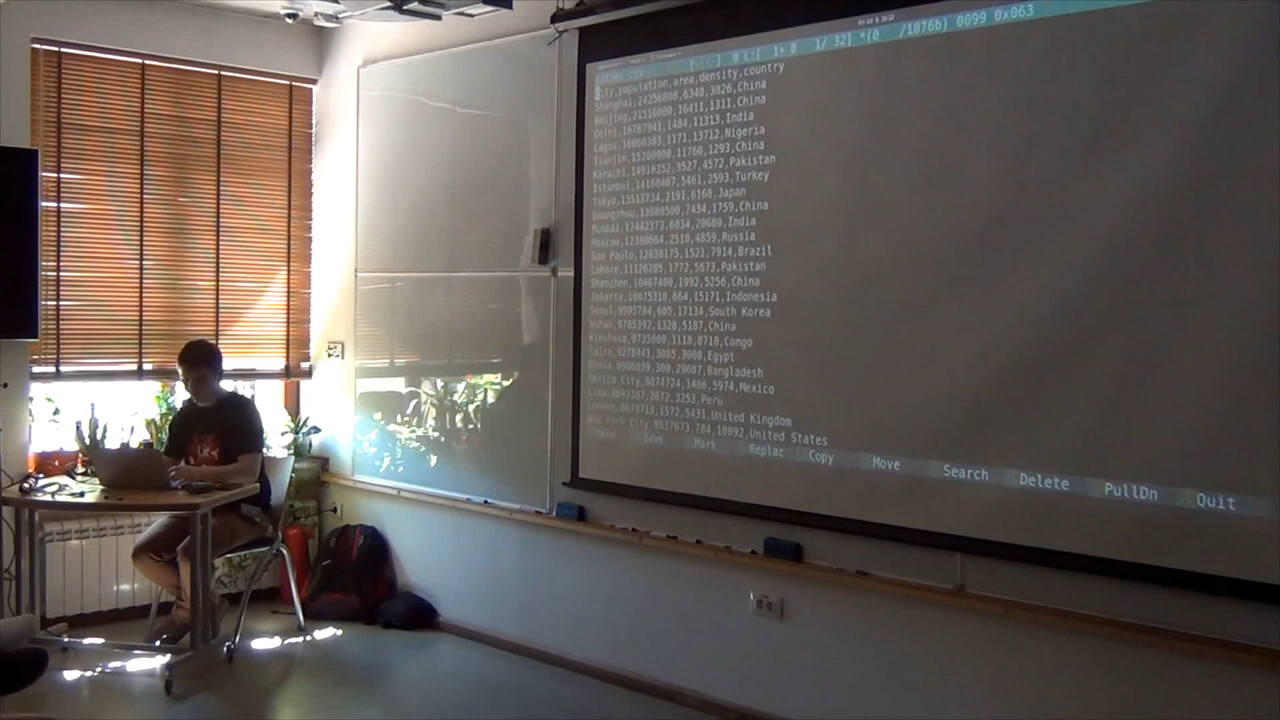 cities.csv [----] 0 L:[ 1+ 0 1/ 32] *(0 /1076b) 0099 0x063
city,population,area,density,country
Shanghai,24256800,6340,3826,China
Beijing,21516000,16411,1311,China
Delhi,16787941,1484,11313,India
Lagos,16060303,1171,13712,Nigeria
Tianjin,15200000,11760,1293,China
Karachi,14910352,3527,4572,Pakistan
Istanbul,14160467,5461,2593,Turkey
Tokyo,13513734,2191,6168,Japan
Guangzhou,13080500,7434,1759,China
Mumbai,12442373,6034,20680,India
Moscow,12380664,2510,4859,Russia
Sao Paulo,12038175,1521,7914,Brazil
Lahore,11126285,1772,5673,Pakistan
Shenzhen,10467400,1992,5256,China
Jakarta,10075310,664,15171,Indonesia
Seoul,9995784,605,17134,South Korea
Wuhan,9785392,1328,5187,China
Kinshasa,9735000,1118,8710,Congo
Cairo,9278441,3085,3008,Egypt
Dhaka,8906039,300,29687,Bangladesh
Mexico City,8874724,1486,5974,Mexico
Lima,8693387,2672,3253,Peru
London,8673713,1572,5431,United Kingdom
New York City,8537673,784,10892,United States
Help Save Mark Replac Copy Move Search Delete PullDn Quit